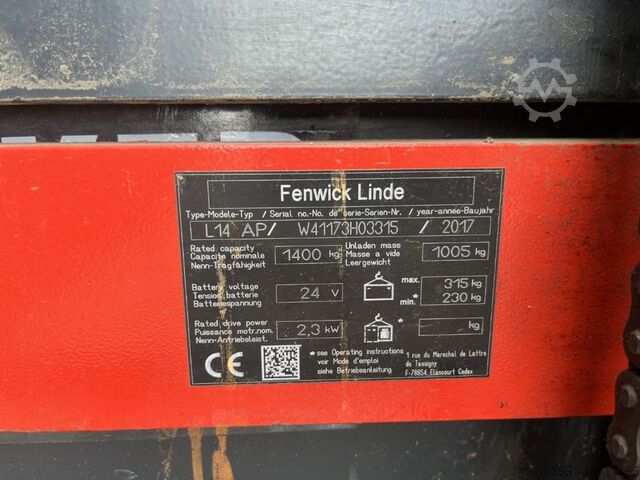 Fenwick Linde
Type-Modele-Typ / Serial no.-No. de serie-Serien-Nr. / year-année-Baujahr
L14 AP/ W41173H03315 / 2017
Rated capacity
Capacite nominale
Nenn-Tragfähigkeit
1400 kg
Unladen mass
Masse a vide
Leergewicht
1005 kg
Battery voltage
Tension batterie
Batteriespannung
24 V
max. 315 kg
min.* 230 kg
Rated drive power
Puissance motr.nom.
Nenn-Antriebsleist.
2,3 kW
kg
CE
* see Operating instructions
voir Mode d'emploi
siehe Betriebsanleitung
1 rue du Marechal de Lattre
de Tassigny
F-78854 Elancourt Cedex